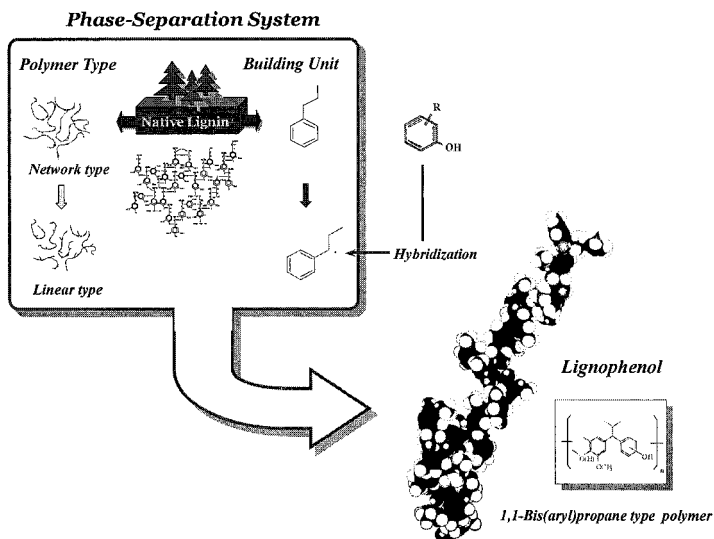 Phase-Separation System
Polymer Type
Building Unit
Native Lignin
Network type
Linear type
R
OH
Hybridization
Lignophenol
OH
n
1,1-Bis(aryl)propane type polymer